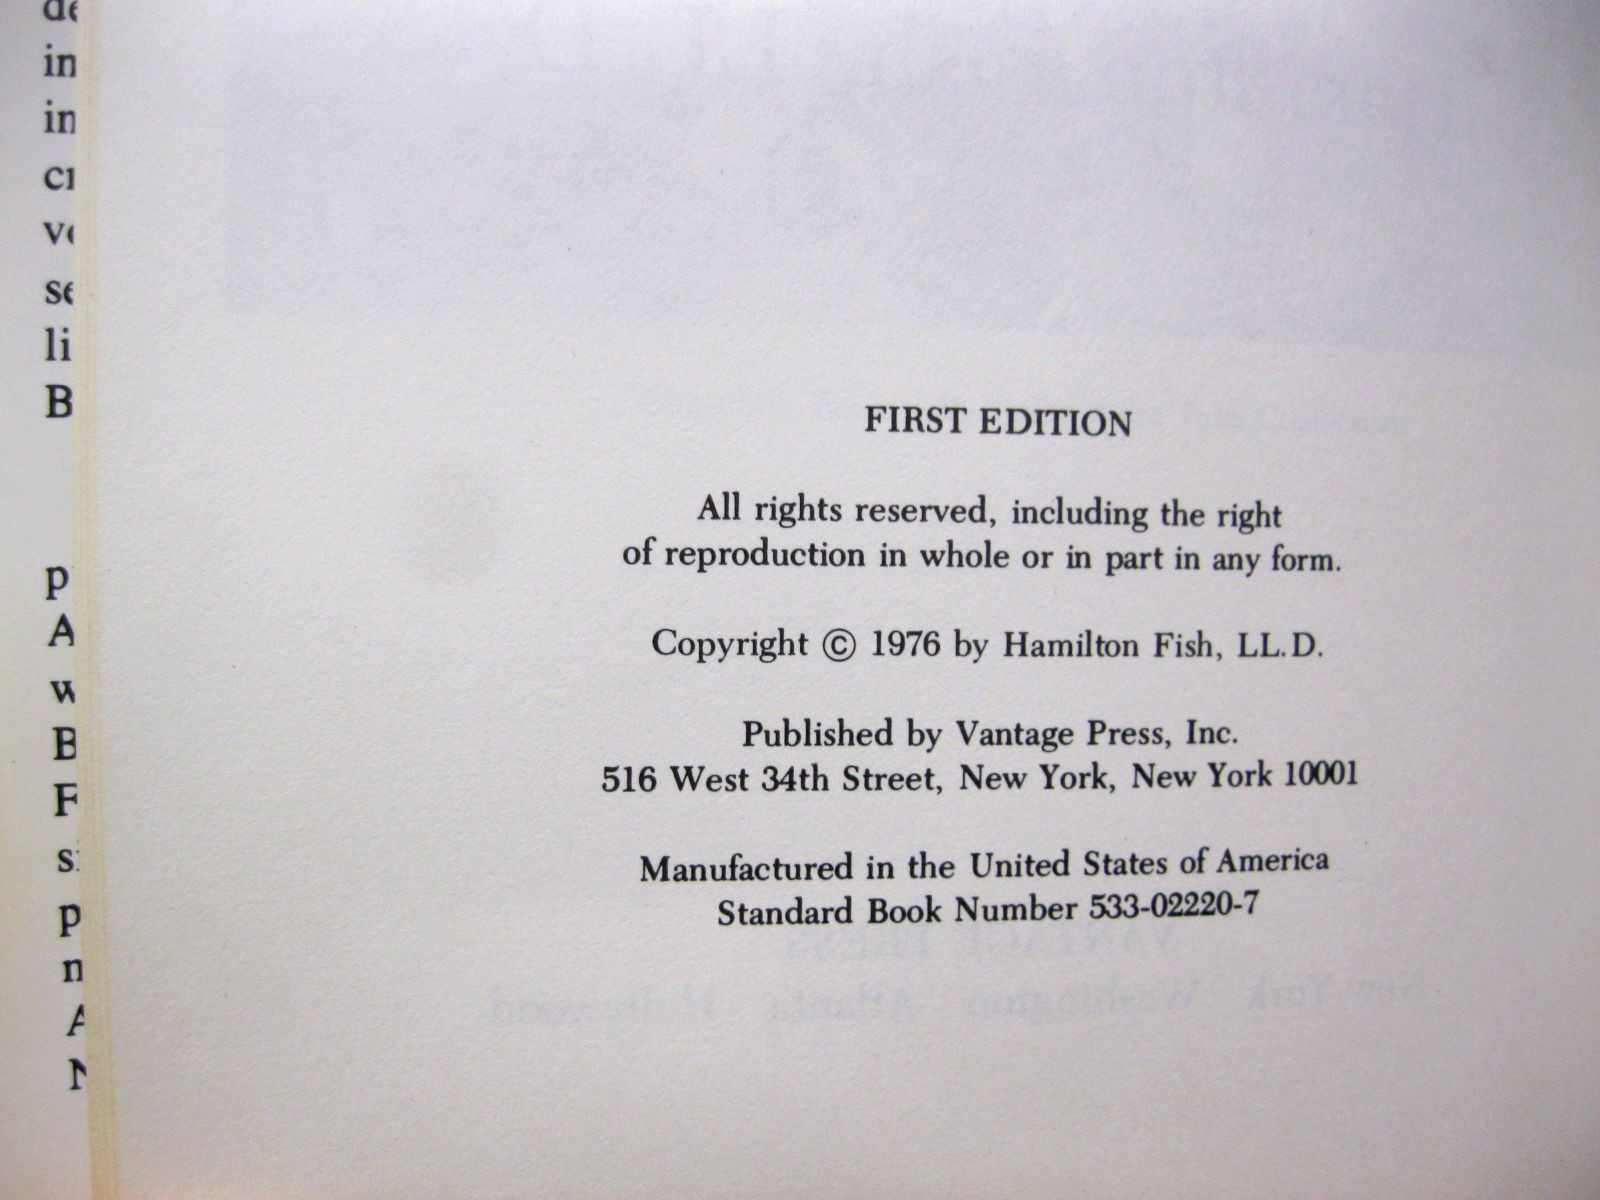 FIRST EDITION
All rights reserved, including the right
of reproduction in whole or in part in any form.
Copyright © 1976 by Hamilton Fish, LL.D.
Published by Vantage Press, Inc.
516 West 34th Street, New York, New York 10001
Manufactured in the United States of America
Standard Book Number 533-02220-7